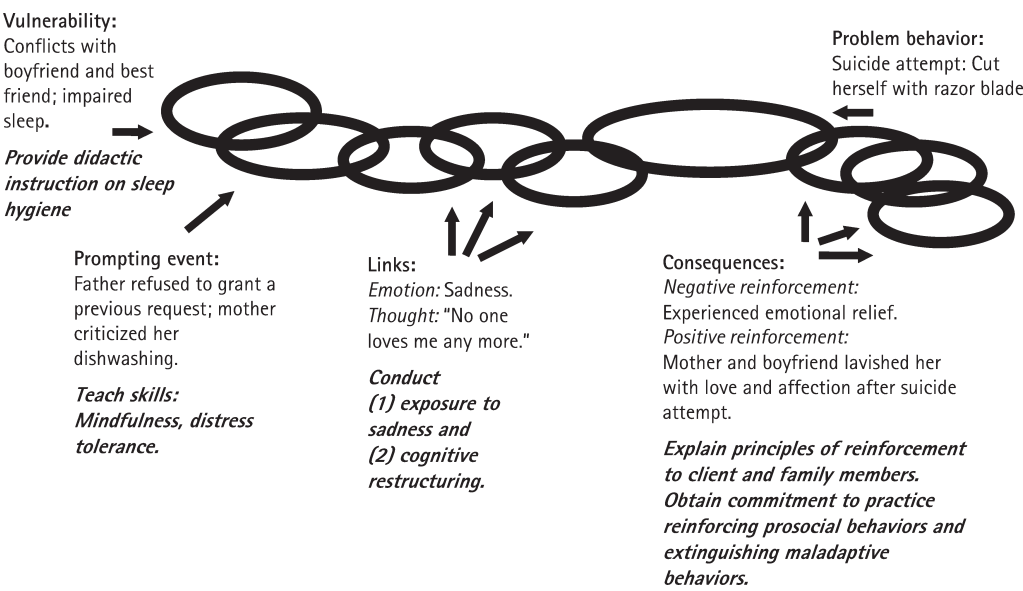 Vulnerability:
Conflicts with
boyfriend and best
friend; impaired
sleep.
Provide didactic
instruction on sleep
hygiene
Problem behavior:
Suicide attempt: Cut
herself with razor blade
Prompting event:
Father refused to grant a
previous request; mother
criticized her
dishwashing.
Teach skills:
Mindfulness, distress
tolerance.
Links:
Emotion: Sadness.
Thought: "No one
loves me any more."
Conduct
(1) exposure to
sadness and
(2) cognitive
restructuring.
Consequences:
Negative reinforcement:
Experienced emotional relief.
Positive reinforcement:
Mother and boyfriend lavished her
with love and affection after suicide
attempt.
Explain principles of reinforcement
to client and family members.
Obtain commitment to practice
reinforcing prosocial behaviors and
extinguishing maladaptive
behaviors.